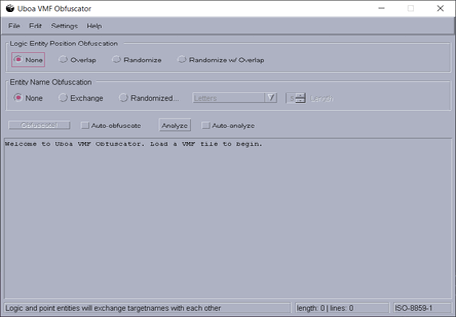 Uboa VMF Obfuscator
File Edit Settings Help
Logic Entity Position Obfuscation
None Overlap Randomize Randomize w/ Overlap
Entity Name Obfuscation
None Exchange Randomized... Letters 8 Length
Obfuscate Auto-obfuscate Analyze Auto-analyze
Welcome to Uboa VMF Obfuscator. Load a VMF file to begin.
Logic and point entities will exchange targetnames with each other length: 0 | lines: 0 ISO-8859-1